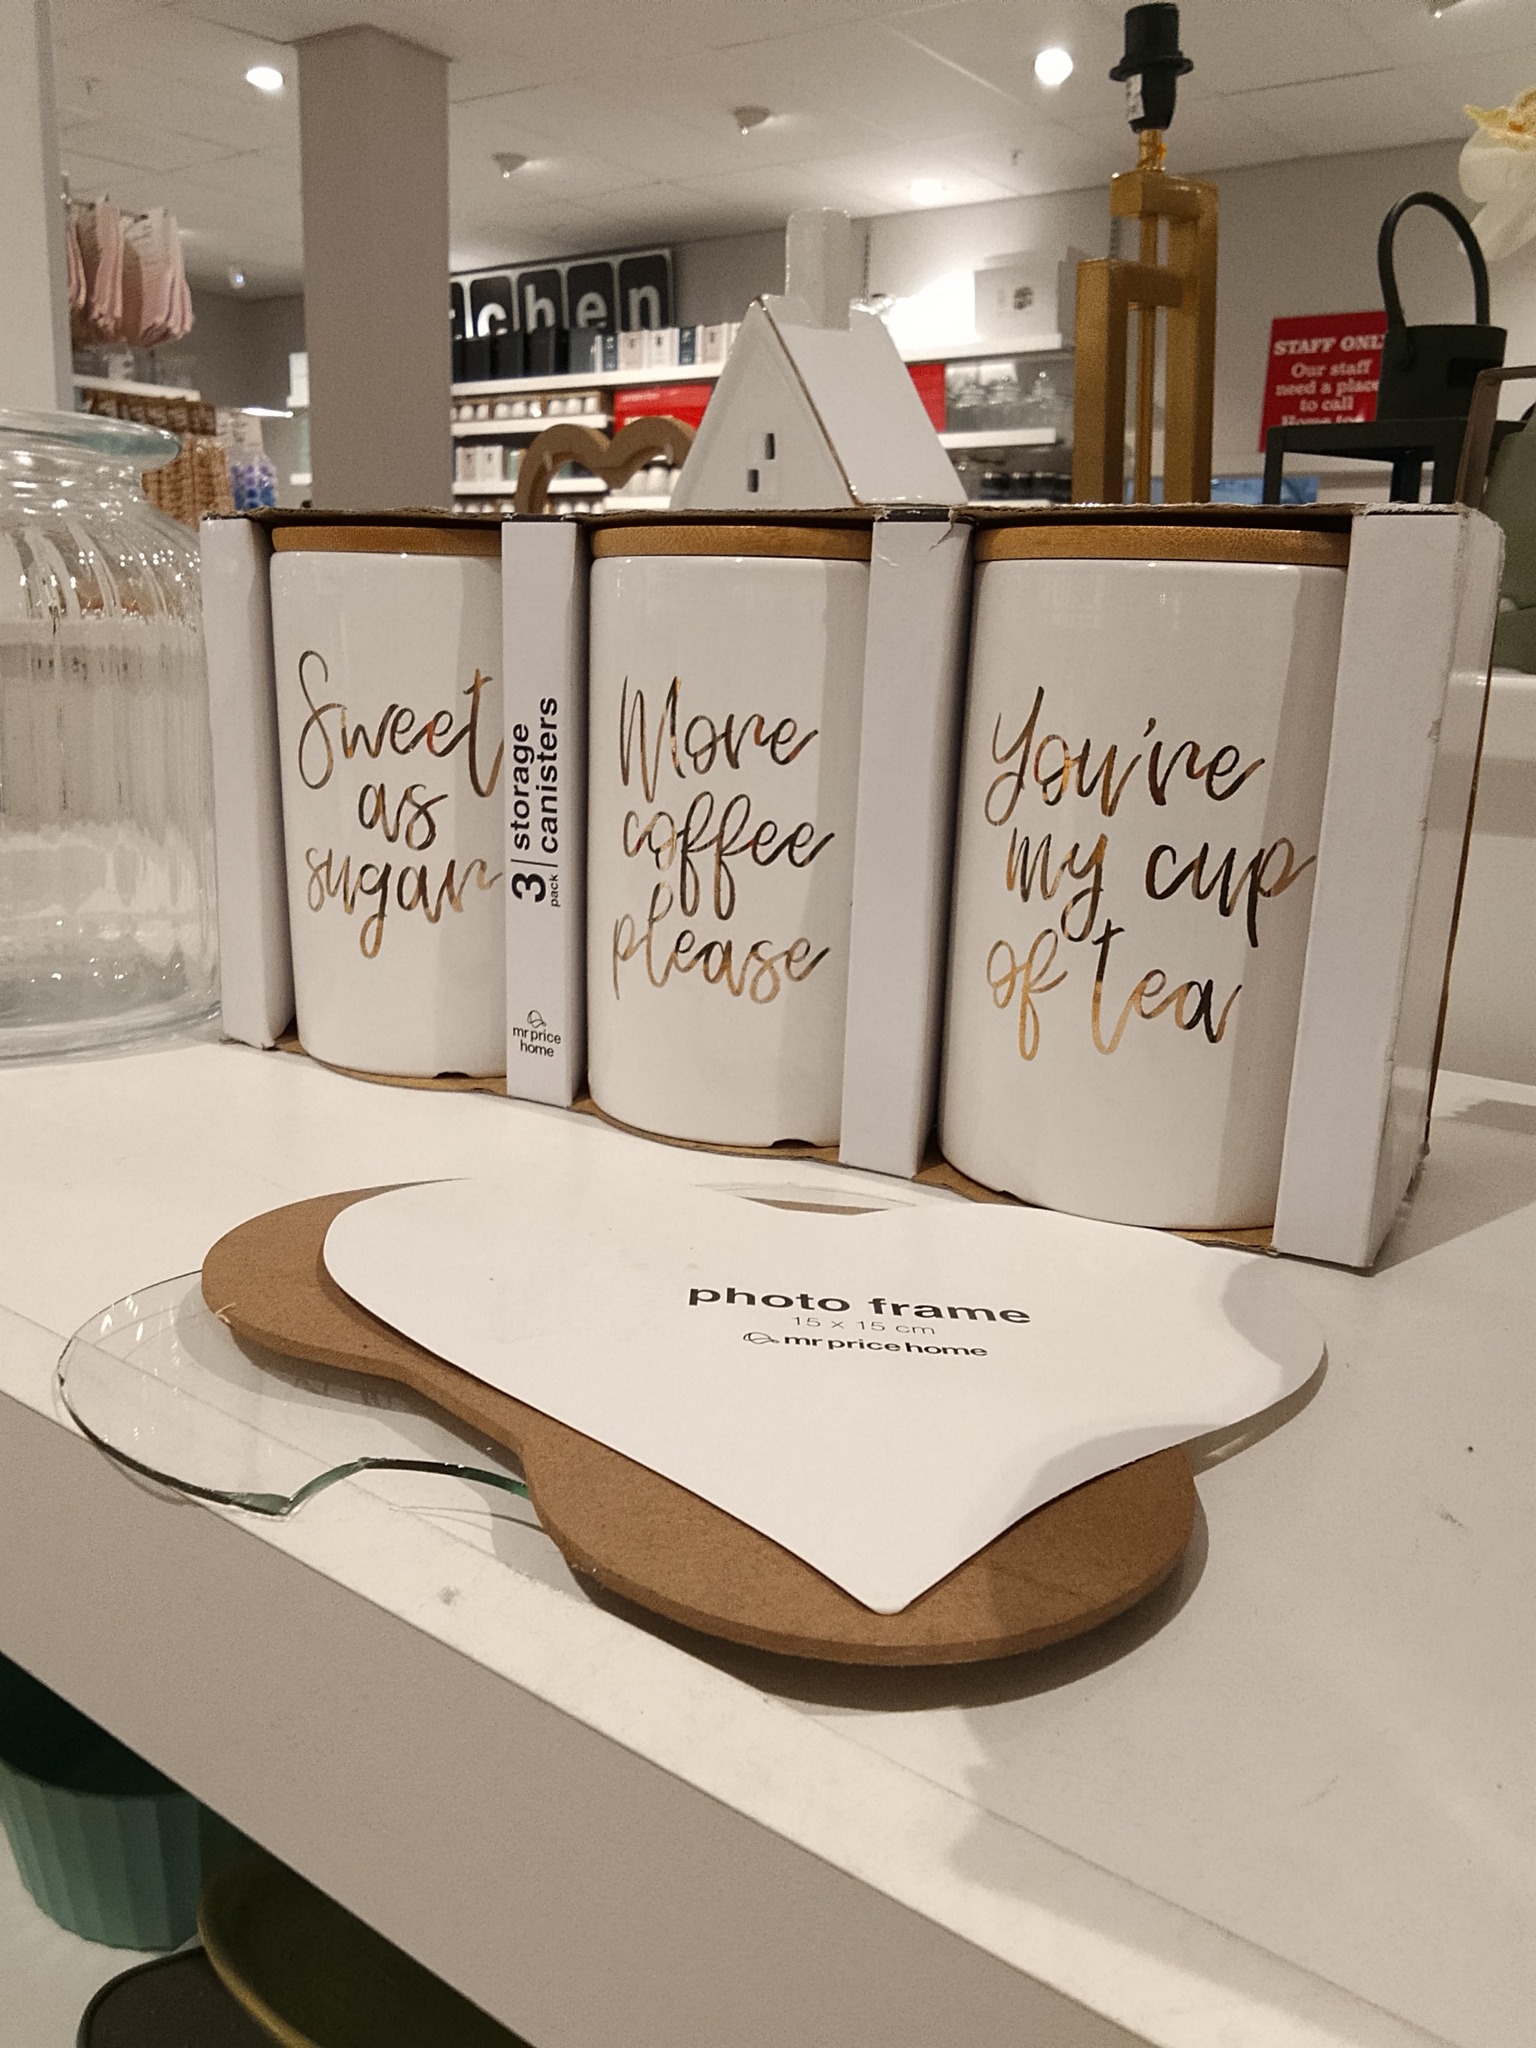 chen
STAFF ONLY
Our staff
need a place
to call
Sweet
as
sugar
3 pack
storage
canisters
mr price
home
More
coffee
please
You're
my cup
of tea
photo frame
15 x 15 cm
mr price home